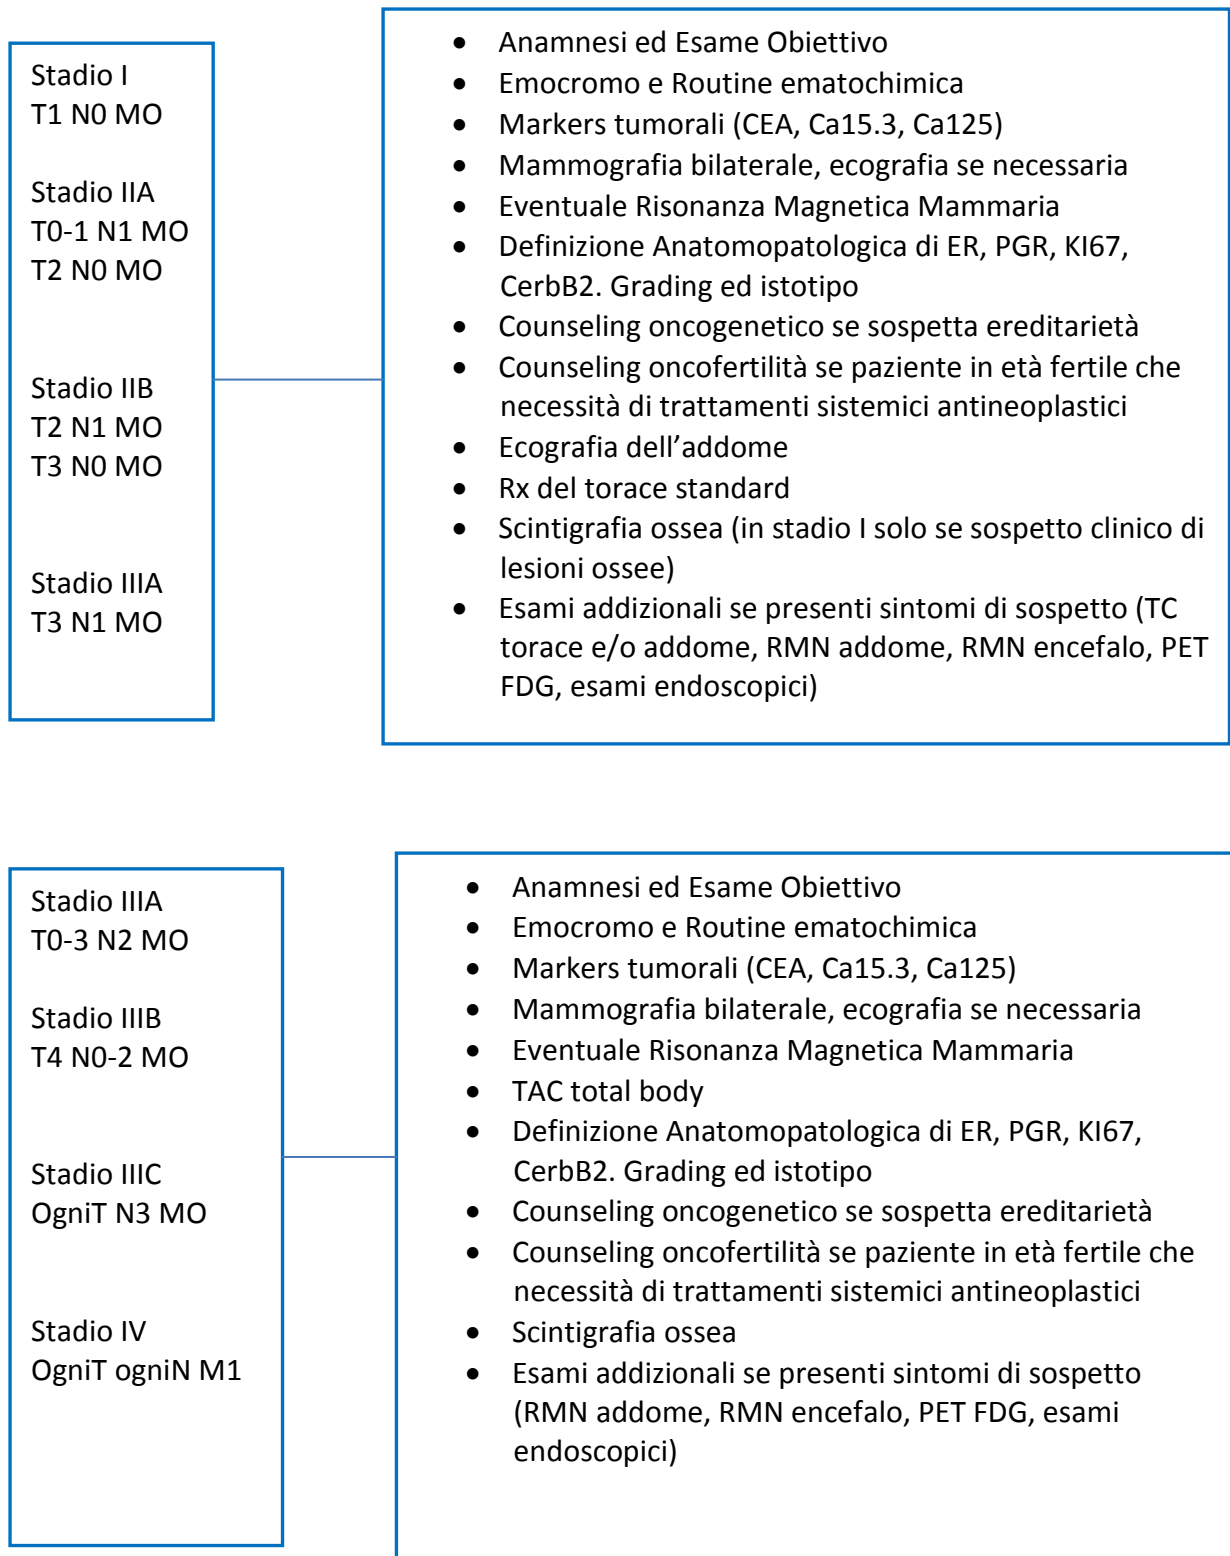 Stadio I
T1 N0 MO
Stadio IIA
T0-1 N1 MO
T2 N0 MO
Stadio IIB
T2 N1 MO
T3 N0 MO
Stadio IIIA
T3 N1 MO
• Anamnesi ed Esame Obiettivo
• Emocromo e Routine ematochimica
• Markers tumorali (CEA, Ca15.3, Ca125)
• Mammografia bilaterale, ecografia se necessaria
• Eventuale Risonanza Magnetica Mammaria
• Definizione Anatomopatologica di ER, PGR, KI67,
CerbB2. Grading ed istotipo
• Counseling oncogenetico se sospetta ereditarietà
• Counseling oncofertilità se paziente in età fertile che
necessità di trattamenti sistemici antineoplastici
• Ecografia dell’addome
• Rx del torace standard
• Scintigrafia ossea (in stadio I solo se sospetto clinico di
lesioni ossee)
• Esami addizionali se presenti sintomi di sospetto (TC
torace e/o addome, RMN addome, RMN encefalo, PET
FDG, esami endoscopici)
Stadio IIIA
T0-3 N2 MO
Stadio IIIB
T4 N0-2 MO
Stadio IIIC
OgniT N3 MO
Stadio IV
OgniT ogniN M1
• Anamnesi ed Esame Obiettivo
• Emocromo e Routine ematochimica
• Markers tumorali (CEA, Ca15.3, Ca125)
• Mammografia bilaterale, ecografia se necessaria
• Eventuale Risonanza Magnetica Mammaria
• TAC total body
• Definizione Anatomopatologica di ER, PGR, KI67,
CerbB2. Grading ed istotipo
• Counseling oncogenetico se sospetta ereditarietà
• Counseling oncofertilità se paziente in età fertile che
necessità di trattamenti sistemici antineoplastici
• Scintigrafia ossea
• Esami addizionali se presenti sintomi di sospetto
(RMN addome, RMN encefalo, PET FDG, esami
endoscopici)